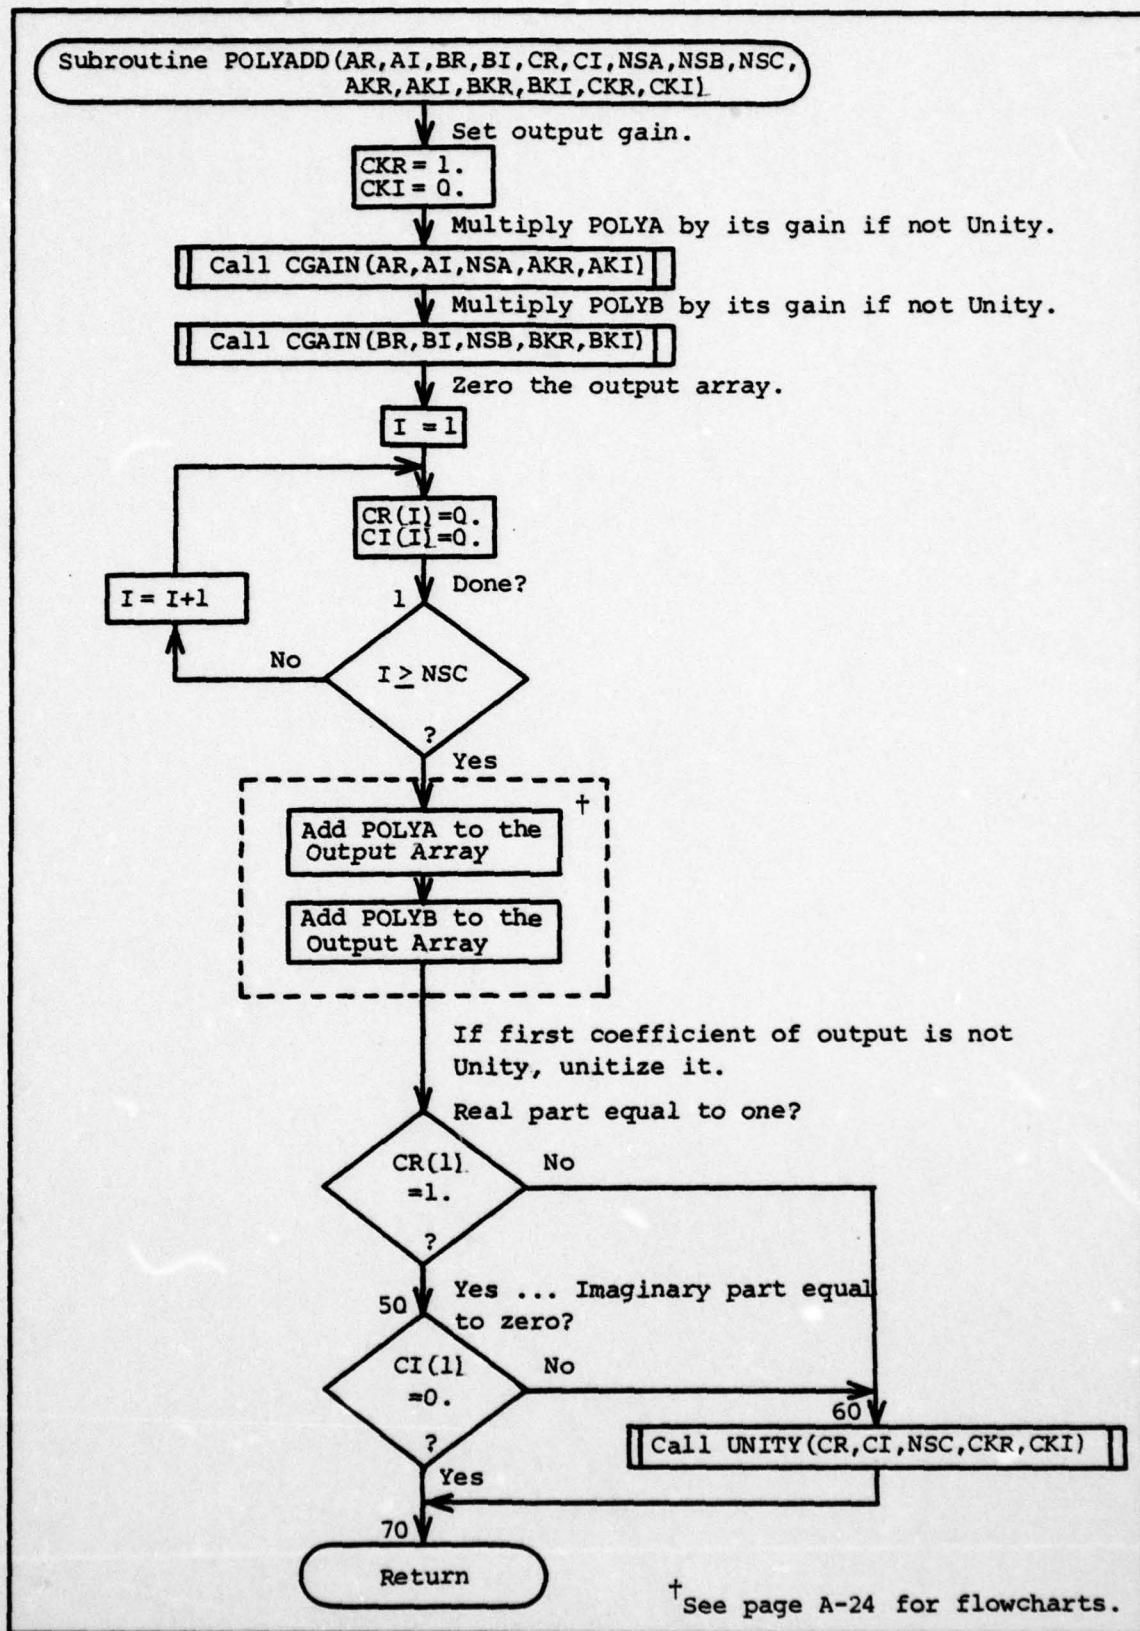 Subroutine POLYADD(AR,AI,BR,BI,CR,CI,NSA,NSB,NSC,
AKR,AKI,BKR,BKI,CKR,CKI)
Set output gain.
CKR = 1.
CKI = 0.
Multiply POLYA by its gain if not Unity.
Call CGAIN(AR,AI,NSA,AKR,AKI)
Multiply POLYB by its gain if not Unity.
Call CGAIN(BR,BI,NSB,BKR,BKI)
Zero the output array.
I = 1
CR(I)=0.
CI(I)=0.
Done?
I = I+1
1
No
I ≥ NSC
?
Yes
†
Add POLYA to the
Output Array
Add POLYB to the
Output Array
If first coefficient of output is not
Unity, unitize it.
Real part equal to one?
CR(1)
=1.
?
No
Yes ... Imaginary part equal
to zero?
50
CI(1)
=0.
?
No
60
Call UNITY(CR,CI,NSC,CKR,CKI)
Yes
70
Return
†See page A-24 for flowcharts.